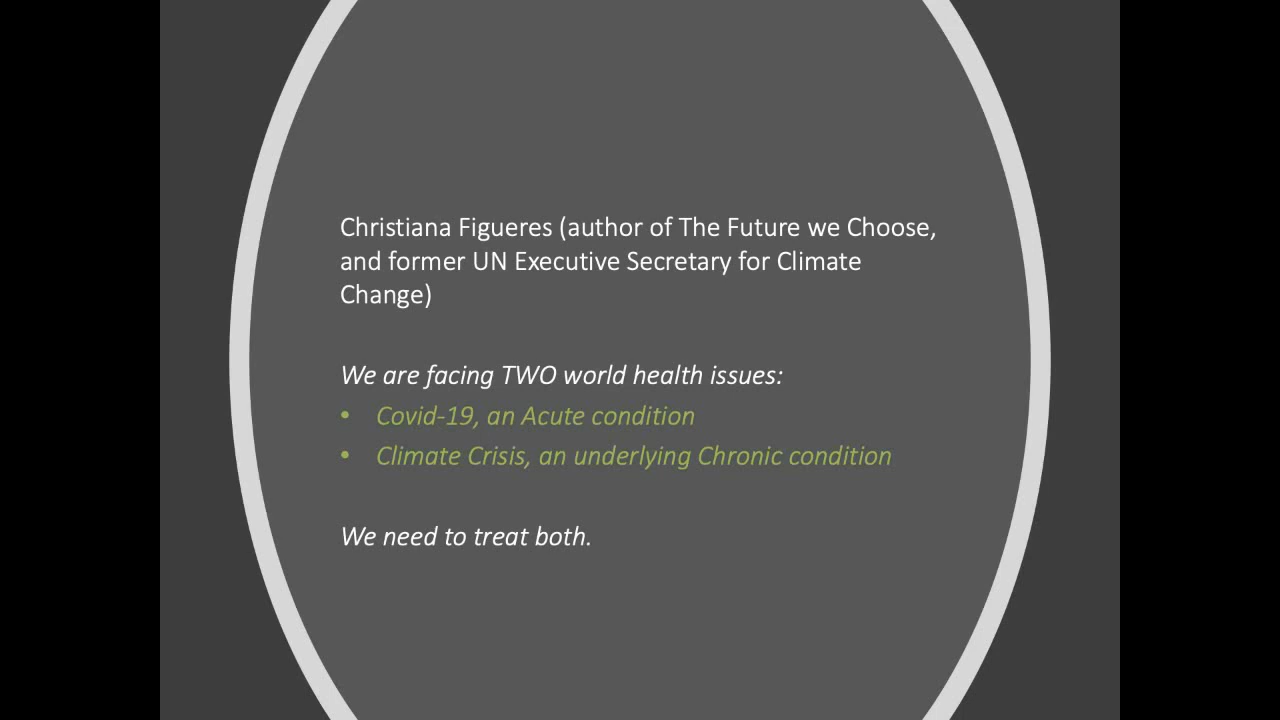 Christiana Figueres (author of The Future we Choose,
and former UN Executive Secretary for Climate
Change)
We are facing TWO world health issues:
• Covid-19, an Acute condition
• Climate Crisis, an underlying Chronic condition
We need to treat both.